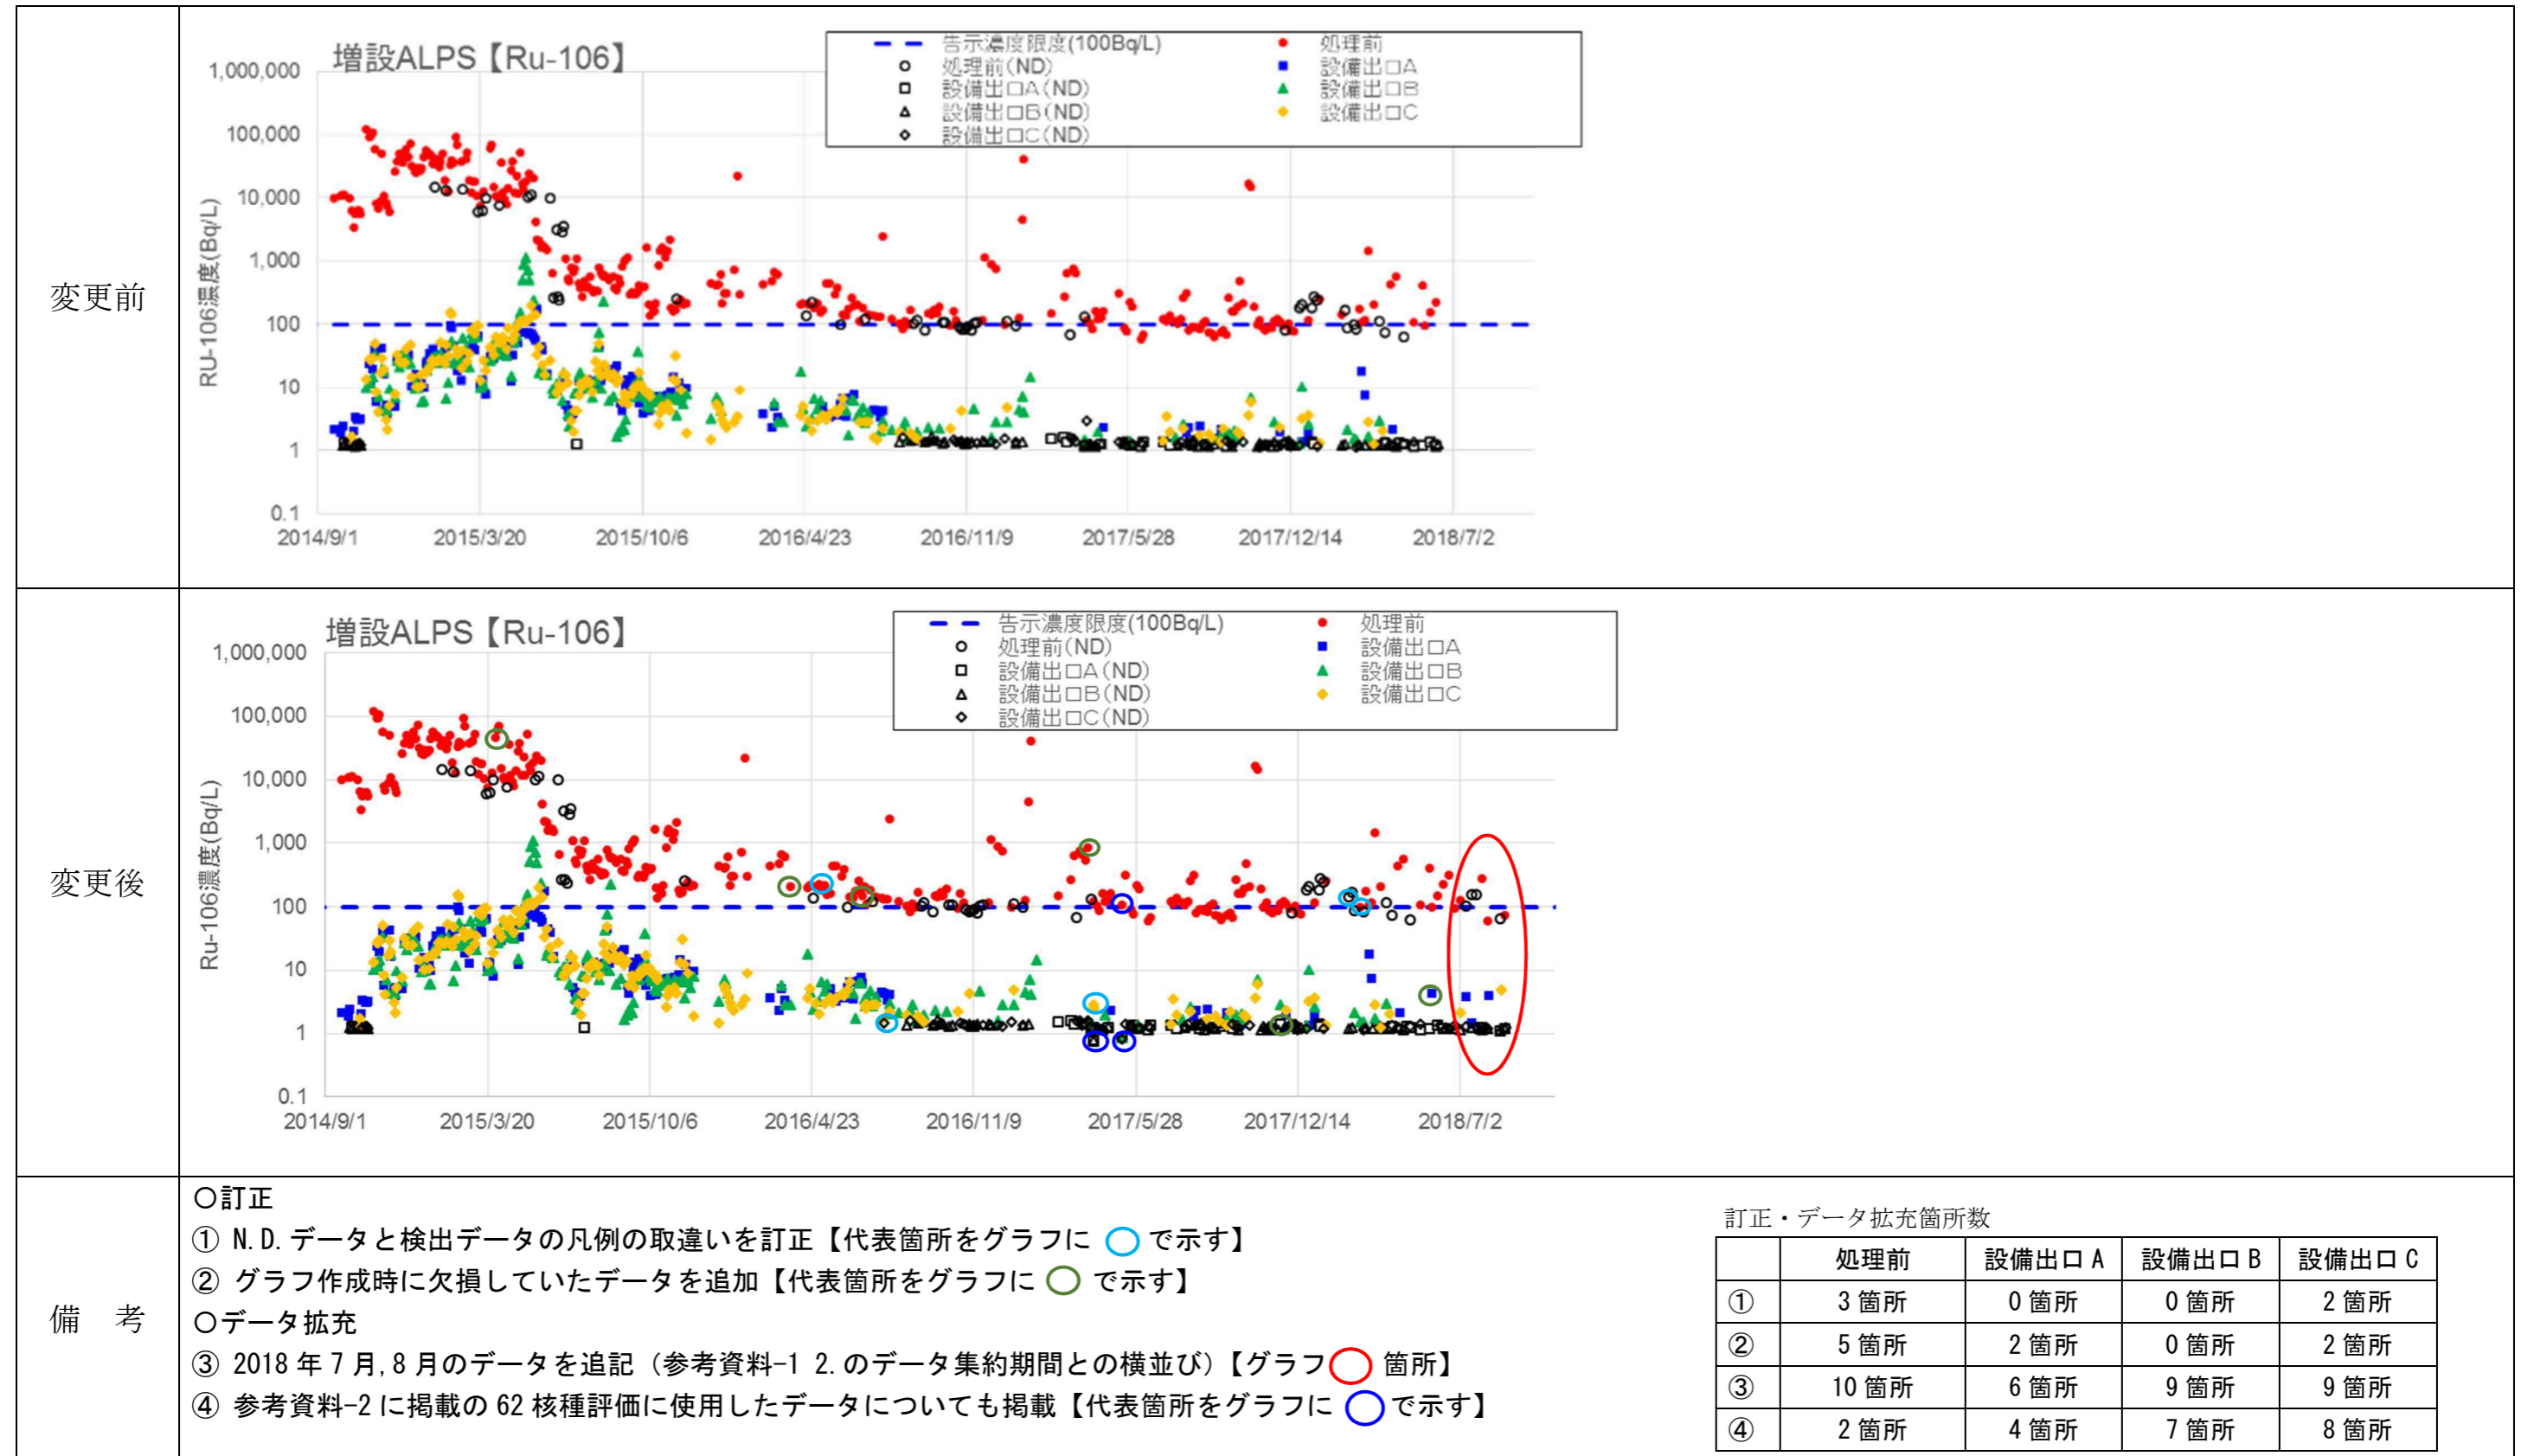 変更前
増設ALPS【Ru-106】
告示濃度限度(100Bq/L)
処理前
処理前(ND)
設備出口A
設備出口A(ND)
設備出口B
設備出口B(ND)
設備出口C
設備出口C(ND)
RU-106濃度(Bq/L)
1,000,000
100,000
10,000
1,000
100
10
1
0.1
2014/9/1 2015/3/20 2015/10/6 2016/4/23 2016/11/9 2017/5/28 2017/12/14 2018/7/2
変更後
増設ALPS【Ru-106】
告示濃度限度(100Bq/L)
処理前
処理前(ND)
設備出口A
設備出口A(ND)
設備出口B
設備出口B(ND)
設備出口C
設備出口C(ND)
Ru-106濃度(Bq/L)
1,000,000
100,000
10,000
1,000
100
10
1
0.1
2014/9/1 2015/3/20 2015/10/6 2016/4/23 2016/11/9 2017/5/28 2017/12/14 2018/7/2
備 考
○訂正
① N.D.データと検出データの凡例の取違いを訂正【代表箇所をグラフに ○ で示す】
② グラフ作成時に欠損していたデータを追加【代表箇所をグラフに ○ で示す】
○データ拡充
③ 2018年7月,8月のデータを追記（参考資料-1 2.のデータ集約期間との横並び）【グラフ○ 箇所】
④ 参考資料-2に掲載の62核種評価に使用したデータについても掲載【代表箇所をグラフに ○で示す】
訂正・データ拡充箇所数
処理前 設備出口A 設備出口B 設備出口C
① 3箇所 0箇所 0箇所 2箇所
② 5箇所 2箇所 0箇所 2箇所
③ 10箇所 6箇所 9箇所 9箇所
④ 2箇所 4箇所 7箇所 8箇所